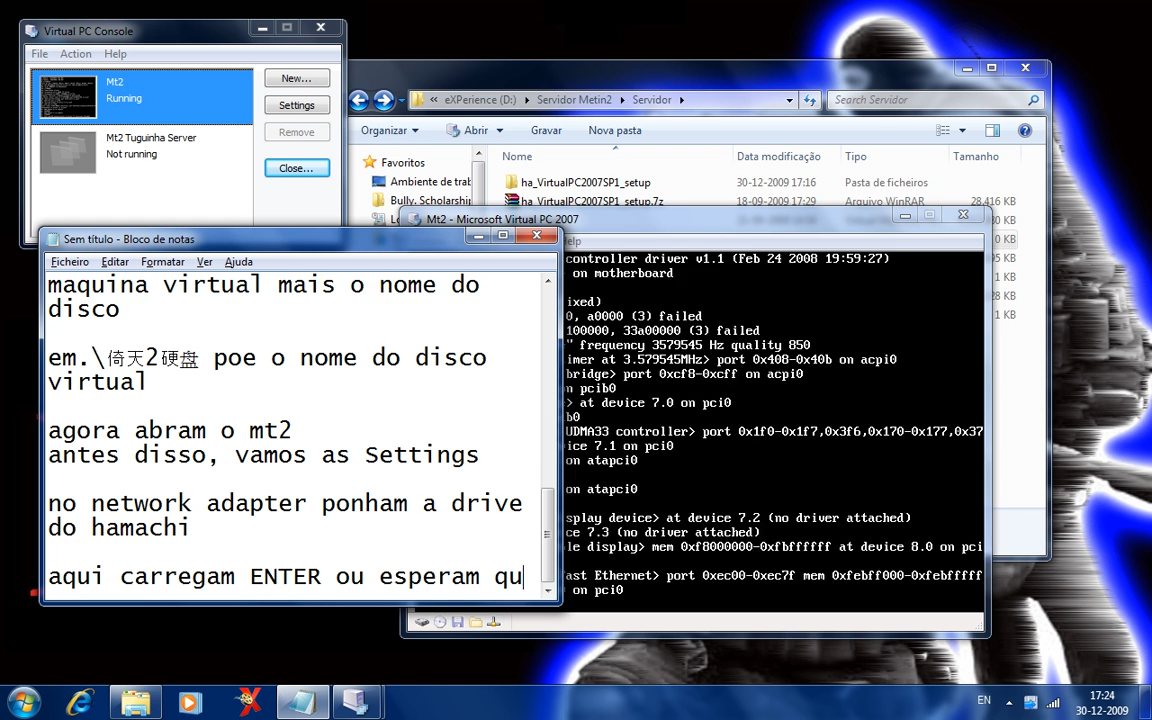 Virtual PC Console
File Action Help
Mt2
Running
Mt2 Tuguinha Server
Not running
New...
Settings
Remove
Close...
« eXPerience (D:) Servidor Metin2 Servidor
Search Servidor
Organizar Abrir Gravar Nova pasta
Favoritos
Ambiente de trab
Bully. Scholarship
Nome Data modificação Tipo Tamanho
ha_VirtualPC2007SP1_setup 30-12-2009 17:16 Pasta de ficheiros
ha_VirtualPC2007SP1_setup.7z 18-09-2009 17:29 Arquivo WinRAR 28.416 KB
Mt2 - Microsoft Virtual PC 2007
elp
controller driver v1.1 (Feb 24 2008 19:59:27)
on motherboard
ixed)
0, a0000 (3) failed
100000, 33a00000 (3) failed
" frequency 3579545 Hz quality 850
imer at 3.579545MHz> port 0x408-0x40b on acpi0
bridge> port 0xcf8-0xcff on acpi0
on pcib0
> at device 7.0 on pci0
b0
UDMA33 controller> port 0x1f0-0x1f7,0x3f6,0x170-0x177,0x37
ice 7.1 on pci0
on atapci0
on atapci0
splay device> at device 7.2 (no driver attached)
ce 7.3 (no driver attached)
le display> mem 0xf8000000-0xfbffffff at device 8.0 on pci
Fast Ethernet> port 0xec00-0xec7f mem 0xfebff000-0xfebfffff
on pci0
Sem título - Bloco de notas
Ficheiro Editar Formatar Ver Ajuda
maquina virtual mais o nome do
disco
em.\倚天2硬盘 poe o nome do disco
virtual
agora abram o mt2
antes disso, vamos as Settings
no network adapter ponham a drive
do hamachi
aqui carregam ENTER ou esperam qu
EN
17:24
30-12-2009